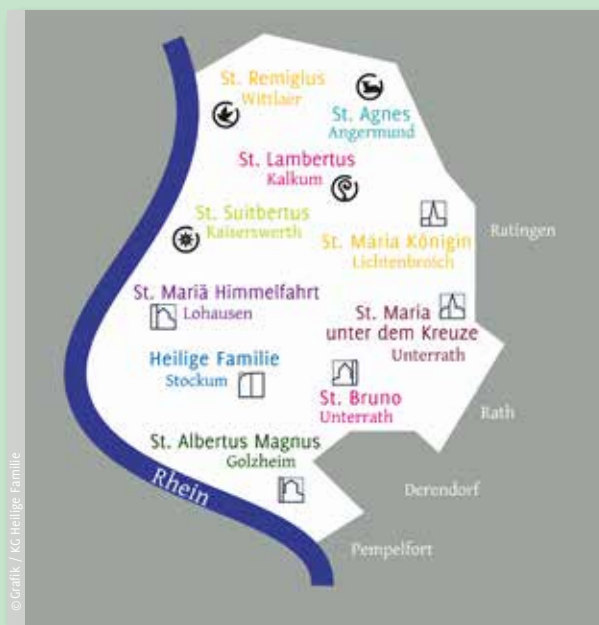 St. Remigius
Wittlaer
St. Agnes
Angermund
St. Lambertus
Kalkum
St. Suitbertus
Kaiserswerth
St. Maria Königin
Lichtenbroich
Ratingen
St. Mariä Himmelfahrt
Lohausen
St. Maria
unter dem Kreuze
Unterrath
Heilige Familie
Stockum
St. Bruno
Unterrath
Rath
St. Albertus Magnus
Golzheim
Rhein
Derendorf
Pempelfort
© Grafik / KG Heilige Familie